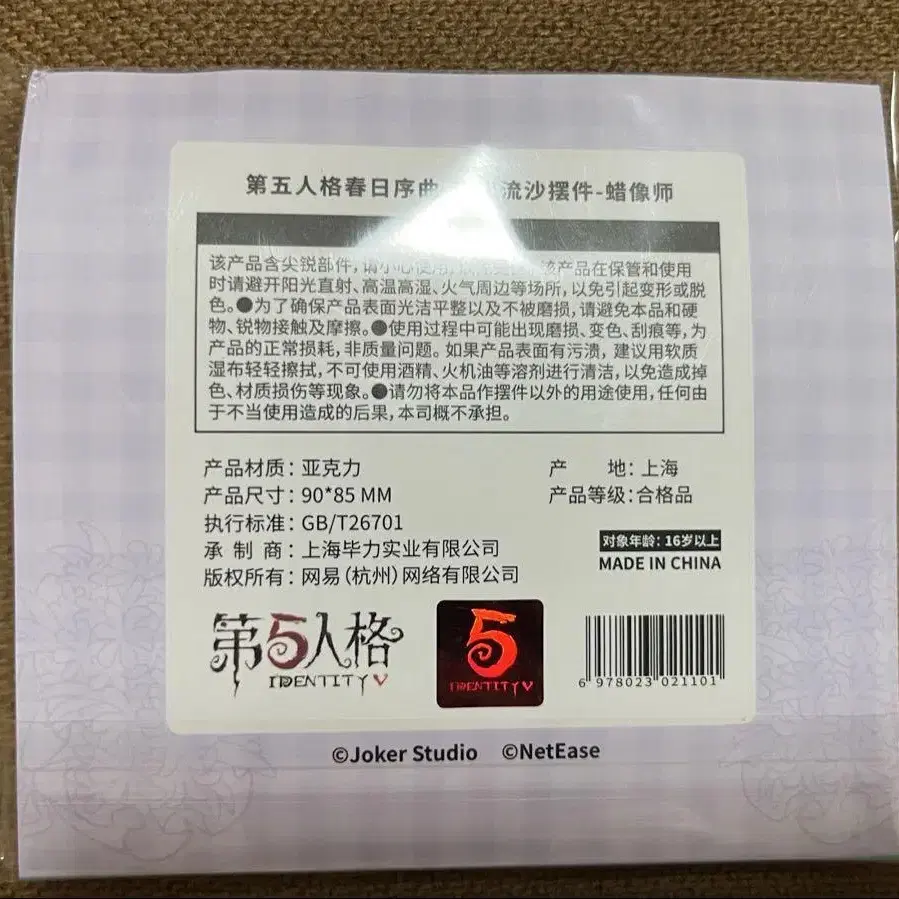 第五人格春日序曲 流沙摆件-蜡像师
该产品含尖锐部件,请小心使用, 该产品在保管和使用
时请避开阳光直射、高温高湿、火气周边等场所,以免引起变形或脱
色。●为了确保产品表面光洁平整以及不被磨损,请避免本品和硬
物、锐物接触及摩擦。●使用过程中可能出现磨损、变色、刮痕等,为
产品的正常损耗,非质量问题。如果产品表面有污渍,建议用软质
湿布轻轻擦拭,不可使用酒精、火机油等溶剂进行清洁,以免造成掉
色、材质损伤等现象。●请勿将本品作摆件以外的用途使用,任何由
于不当使用造成的后果,本司概不承担。
产品材质：亚克力
产品尺寸：90*85 MM
执行标准：GB/T26701
承 制 商：上海毕力实业有限公司
版权所有：网易(杭州)网络有限公司
产 地：上海
产品等级：合格品
对象年龄：16岁以上
MADE IN CHINA
第5人格
IDENTITY V
5
IDENTITY V
6 978023 021101
©Joker Studio ©NetEase